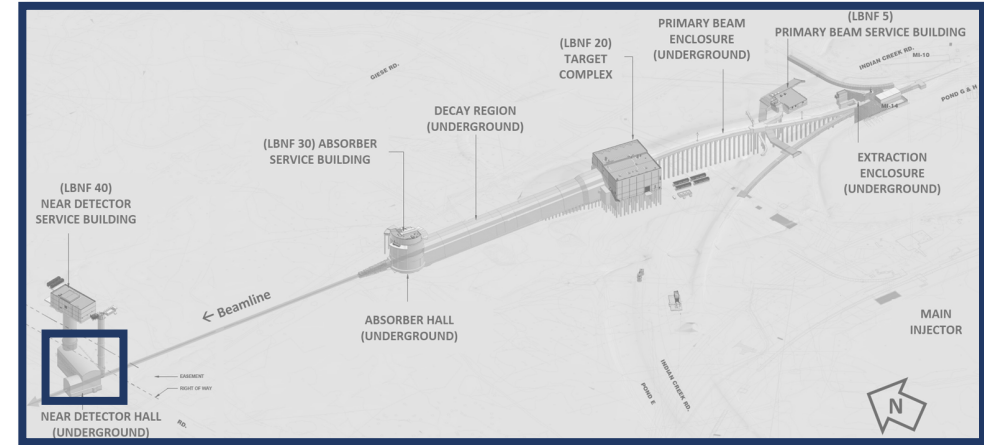 (LBNF 5)
PRIMARY BEAM SERVICE BUILDING
PRIMARY BEAM
ENCLOSURE
(UNDERGROUND)
(LBNF 20)
TARGET
COMPLEX
INDIAN CREEK RD.
MI-10
POND G & H
MI-14
GIESE RD.
DECAY REGION
(UNDERGROUND)
(LBNF 30) ABSORBER
SERVICE BUILDING
EXTRACTION
ENCLOSURE
(UNDERGROUND)
(LBNF 40)
NEAR DETECTOR
SERVICE BUILDING
← Beamline
ABSORBER HALL
(UNDERGROUND)
MAIN
INJECTOR
EASEMENT
RIGHT OF WAY
INDIAN CREEK RD.
POND E
N
NEAR DETECTOR HALL
(UNDERGROUND)
RD.